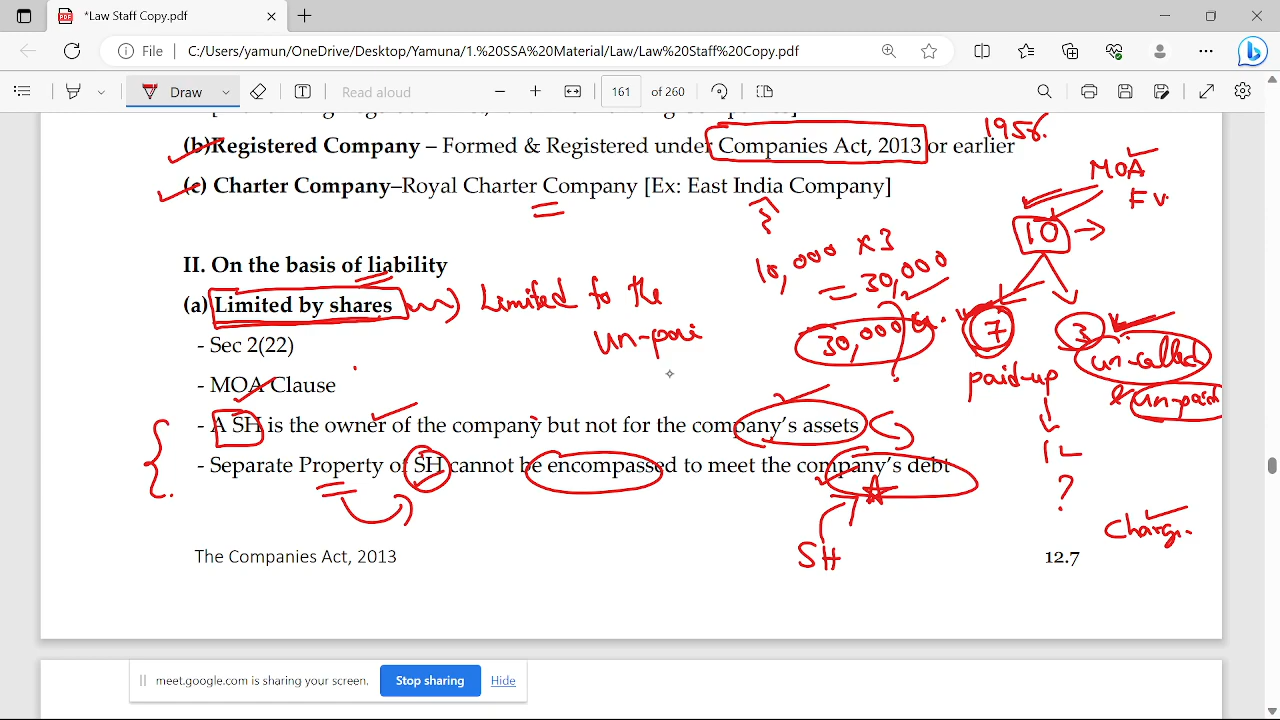 *Law Staff Copy.pdf
File C:/Users/yamun/OneDrive/Desktop/Yamuna/1.%20SSA%20Material/Law/Law%20Staff%20Copy.pdf
Draw Read aloud 161 of 260
1956.
(b)Registered Company – Formed & Registered under Companies Act, 2013 or earlier
MOA
(c) Charter Company–Royal Charter Company [Ex: East India Company]
Fv
10
10,000 x 3
= 30,000
II. On the basis of liability
(a) Limited by shares
Limited to the
un-pai
30,000
7
3
- Sec 2(22)
un-called
paid-up
& un-paid
- MOA Clause
- A SH is the owner of the company but not for the company's assets
1L
- Separate Property of SH cannot be encompassed to meet the company's debt
?
Charge
SH
The Companies Act, 2013 12.7
meet.google.com is sharing your screen. Stop sharing Hide